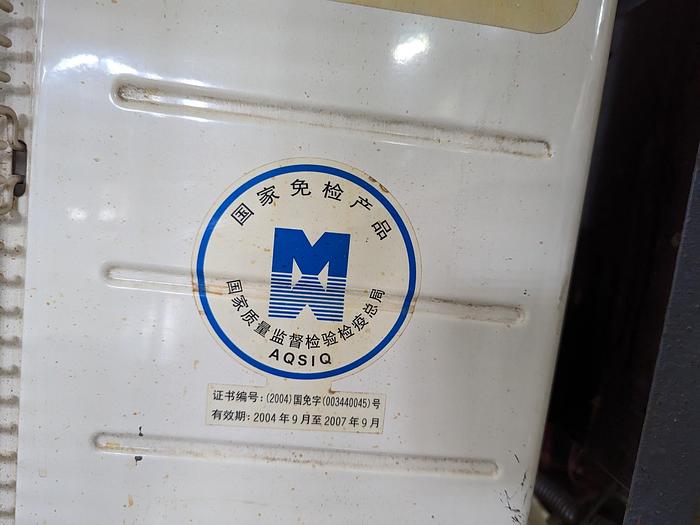 国家免检产品
国家质量监督检验检疫总局
AQSIQ
证书编号:(2004)国免字(003440045)号
有效期: 2004年9月至2007年9月